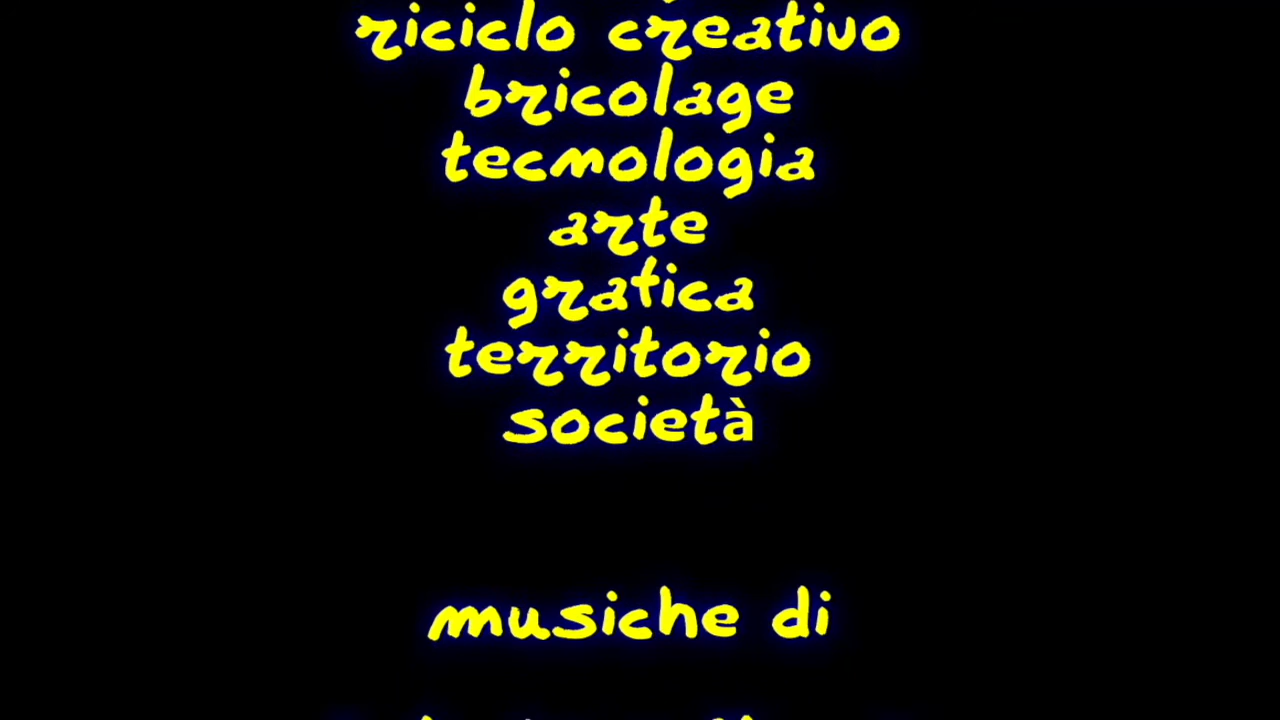 riciclo creativo
bricolage
tecnologia
arte
grafica
territorio
società
musiche di